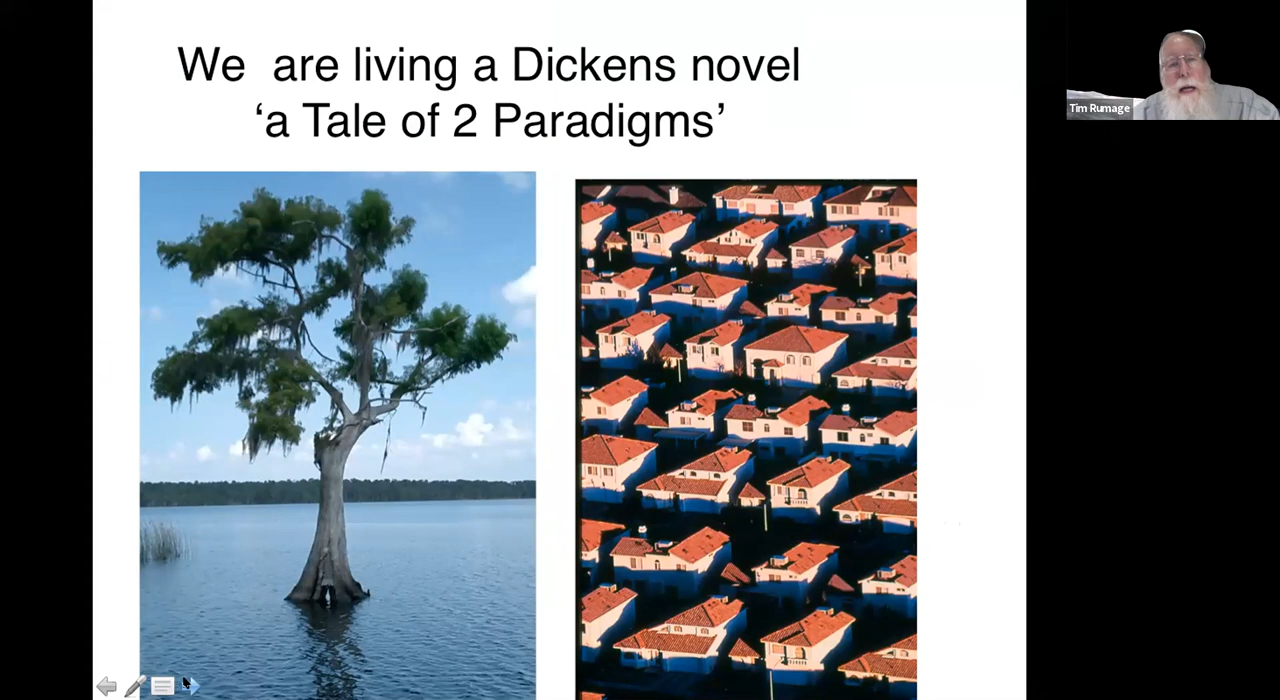 We  are living a Dickens novel
‘a Tale of 2 Paradigms’
Tim Rumage